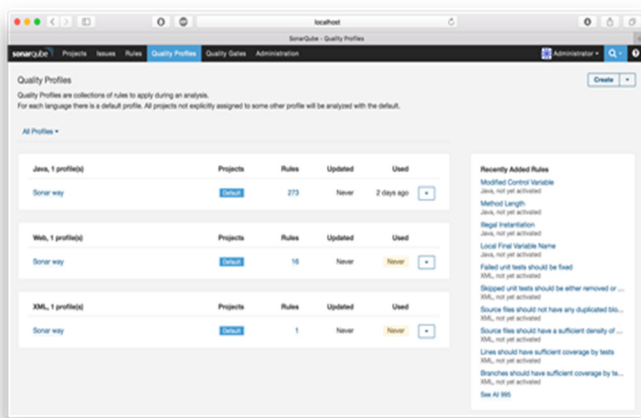 localhost
SonarQube - Quality Profiles
sonarqube Projects Issues Rules Quality Profiles Quality Gates Administration Administrator
Quality Profiles
Create
Quality Profiles are collections of rules to apply during an analysis.
For each language there is a default profile. All projects not explicitly assigned to some other profile will be analyzed with the default.
All Profiles
Java, 1 profile(s) Projects Rules Updated Used
Sonar way Default 273 Never 2 days ago
Web, 1 profile(s) Projects Rules Updated Used
Sonar way Default 16 Never Never
XML, 1 profile(s) Projects Rules Updated Used
Sonar way Default 1 Never Never
Recently Added Rules
Modified Control Variable
Java, not yet activated
Method Length
Java, not yet activated
Illegal Instantiation
Java, not yet activated
Local Final Variable Name
Java, not yet activated
Failed unit tests should be fixed
XML, not yet activated
Skipped unit tests should be either removed or ...
XML, not yet activated
Source files should not have any duplicated blo...
XML, not yet activated
Source files should have a sufficient density of ...
XML, not yet activated
Lines should have sufficient coverage by tests
XML, not yet activated
Branches should have sufficient coverage by te...
XML, not yet activated
See All 995